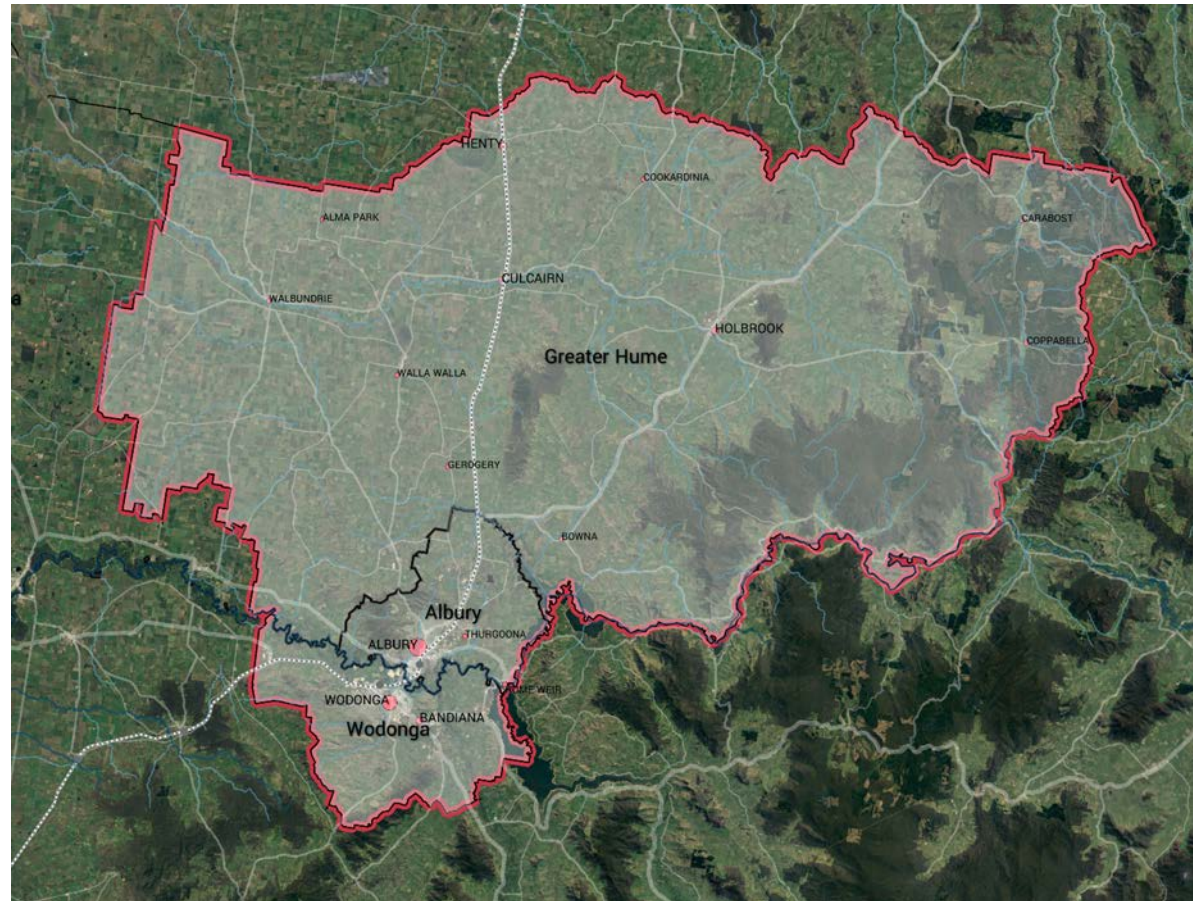 HENTY
COOKARDINIA
ALMA PARK
CARABOST
CULCAIRN
a
WALBUNDRIE
HOLBROOK
COPPABELLA
Greater Hume
WALLA WALLA
GEROGERY
BOWNA
Albury
THURGOONA
ALBURY
WEIR
WODONGA
BANDIANA
Wodonga